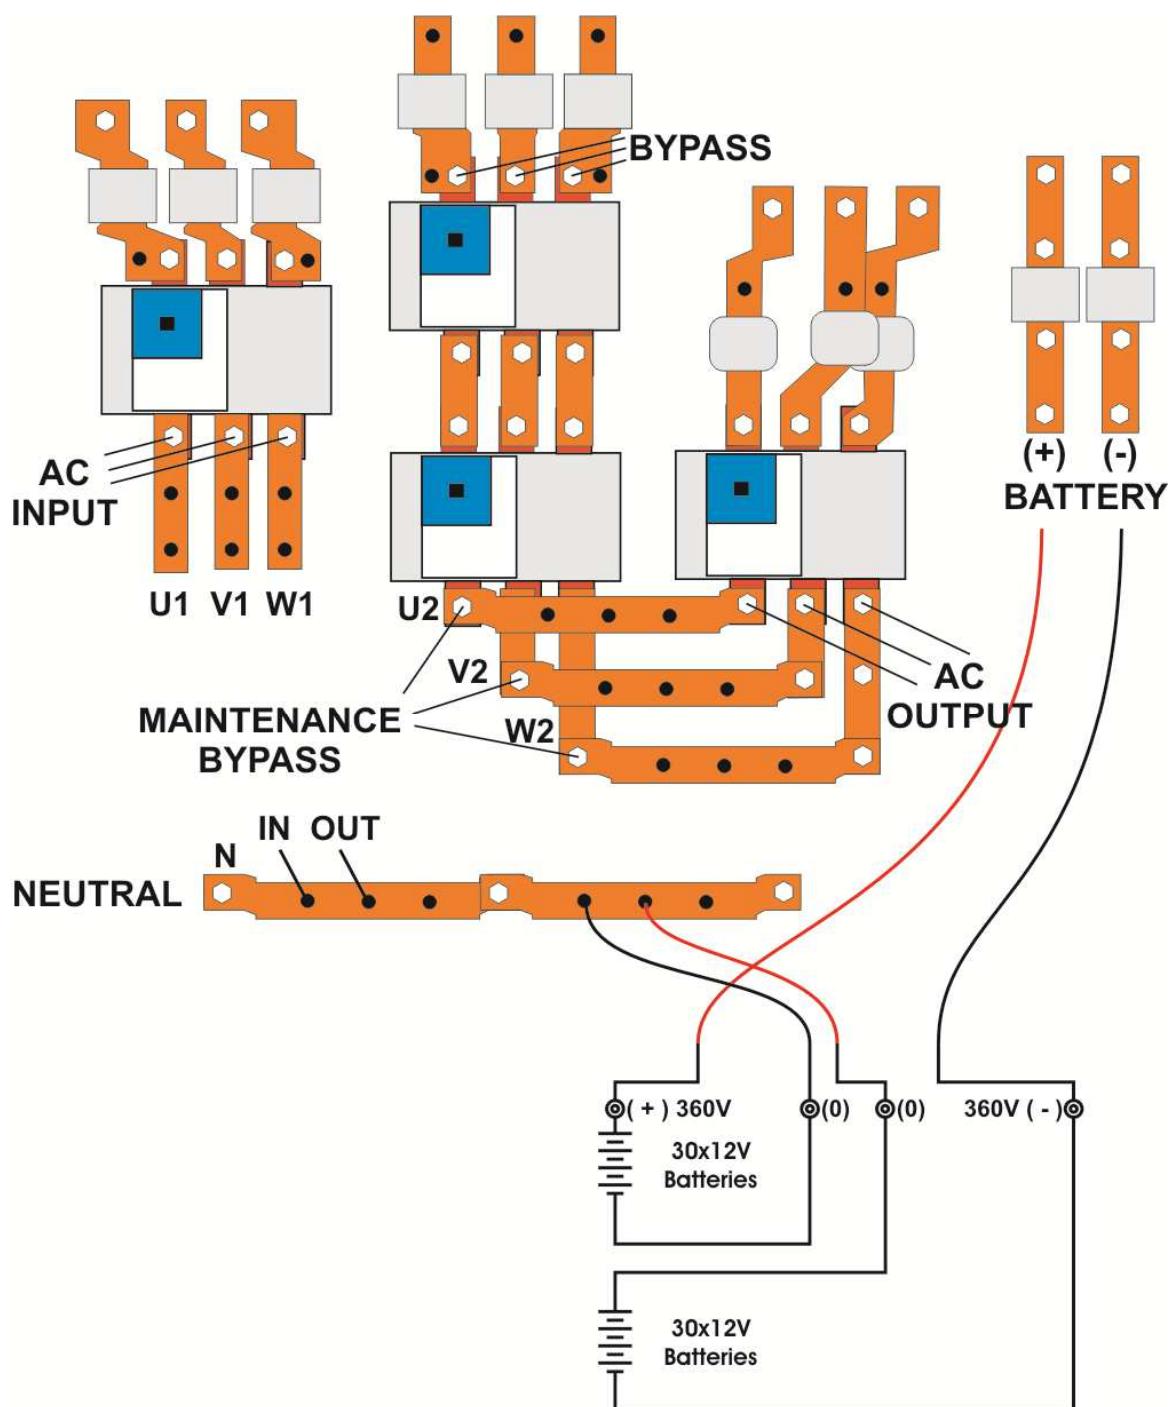 BYPASS
AC
INPUT
U1 V1 W1
(+) (-)
BATTERY
U2
V2
W2
MAINTENANCE
BYPASS
AC
OUTPUT
IN OUT
N
NEUTRAL
( + ) 360V (0) (0) 360V ( - )
30x12V
Batteries
30x12V
Batteries